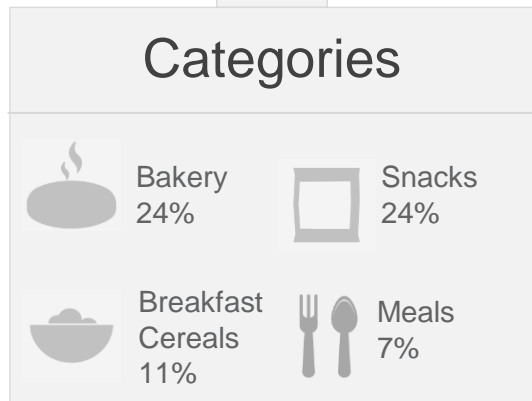 Categories
Bakery
24%
Snacks
24%
Breakfast
Cereals
11%
Meals
7%